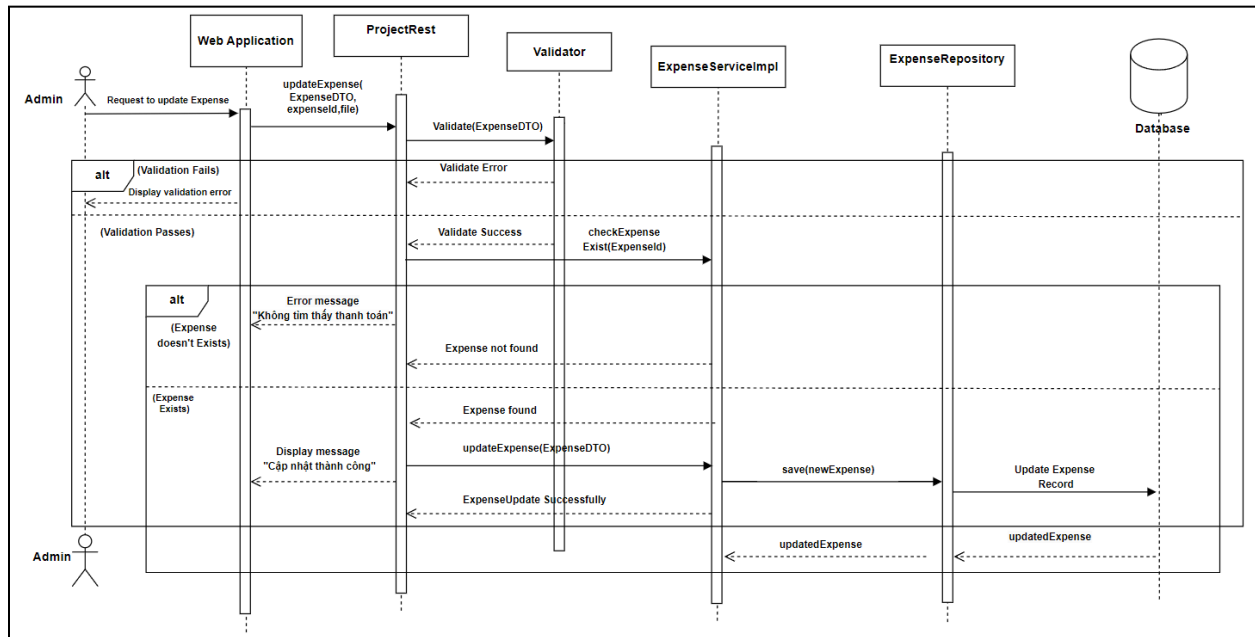 Web Application
ProjectRest
Validator
ExpenseServiceImpl
ExpenseRepository
Database
Admin
Request to update Expense
updateExpense(
ExpenseDTO,
expenseId,file)
Validate(ExpenseDTO)
alt
(Validation Fails)
Validate Error
Display validation error
(Validation Passes)
Validate Success
checkExpense
Exist(ExpenseId)
alt
(Expense
doesn't Exists)
Error message
"Không tìm thấy thanh toán"
Expense not found
(Expense
Exists)
Expense found
Display message
"Cập nhật thành công"
updateExpense(ExpenseDTO)
save(newExpense)
Update Expense
Record
ExpenseUpdate Successfully
updatedExpense
updatedExpense
Admin